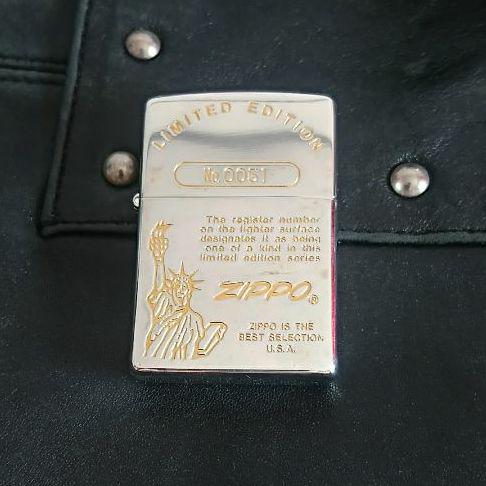 LIMITED EDITION
No.0051
The register number
on the lighter surface
designates it as being
one of a kind in this
limited edition series
ZIPPO®
ZIPPO IS THE
BEST SELECTION
U.S.A.